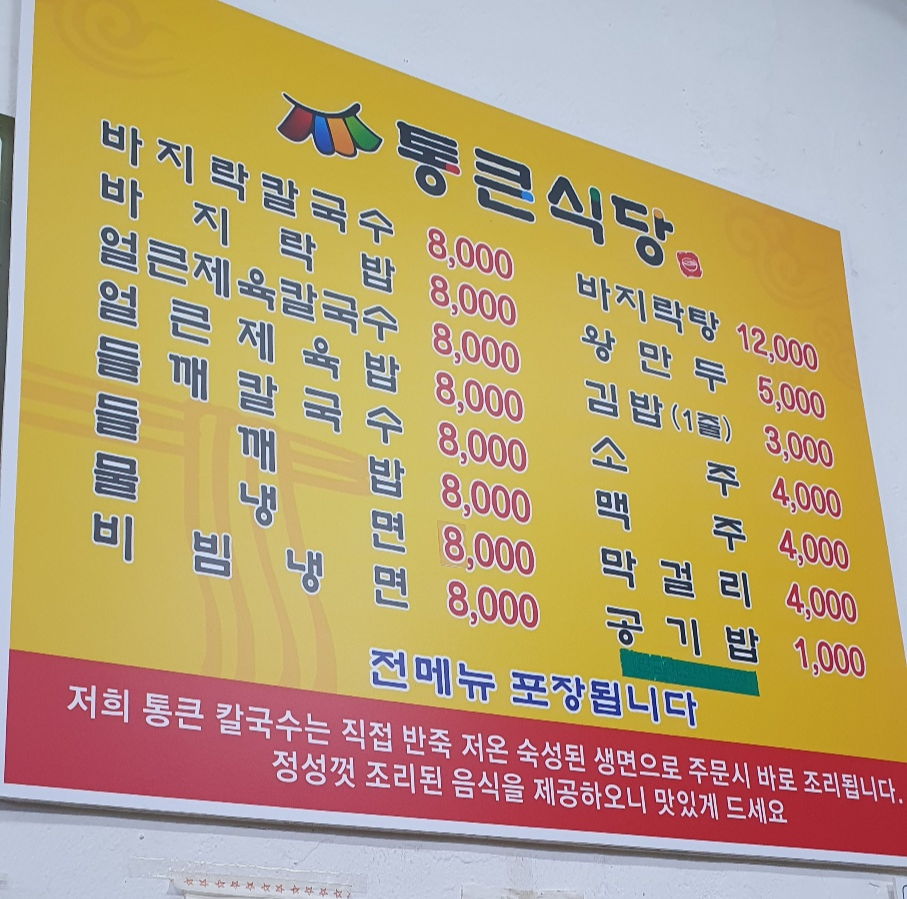 통큰식당
바지락칼국수 8,000
바지락밥 8,000
얼큰제육칼국수 8,000
얼큰제육밥 8,000
들깨칼국수 8,000
들깨밥 8,000
물냉면 8,000
비빔냉면 8,000
바지락탕 12,000
왕만두 5,000
김밥(1줄) 3,000
소주 4,000
맥주 4,000
막걸리 4,000
공기밥 1,000
전메뉴 포장됩니다
저희 통큰 칼국수는 직접 반죽 저온 숙성된 생면으로 주문시 바로 조리됩니다.
정성껏 조리된 음식을 제공하오니 맛있게 드세요